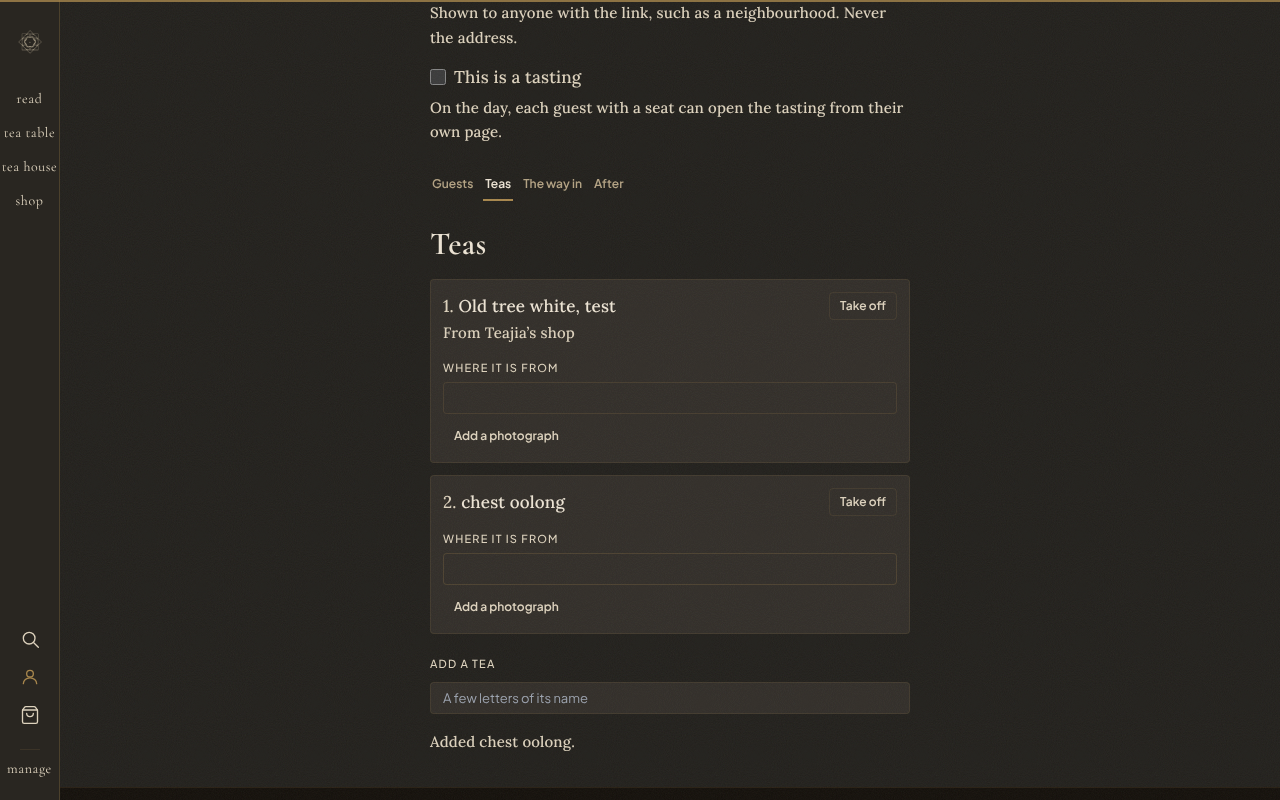 Shown to anyone with the link, such as a neighbourhood. Never
the address.
This is a tasting
On the day, each guest with a seat can open the tasting from their
own page.
read
tea table
tea house
shop
Guests
Teas
The way in
After
Teas
1. Old tree white, test
Take off
From Teajia’s shop
WHERE IT IS FROM
Add a photograph
2. chest oolong
Take off
WHERE IT IS FROM
Add a photograph
ADD A TEA
A few letters of its name
Added chest oolong.
manage